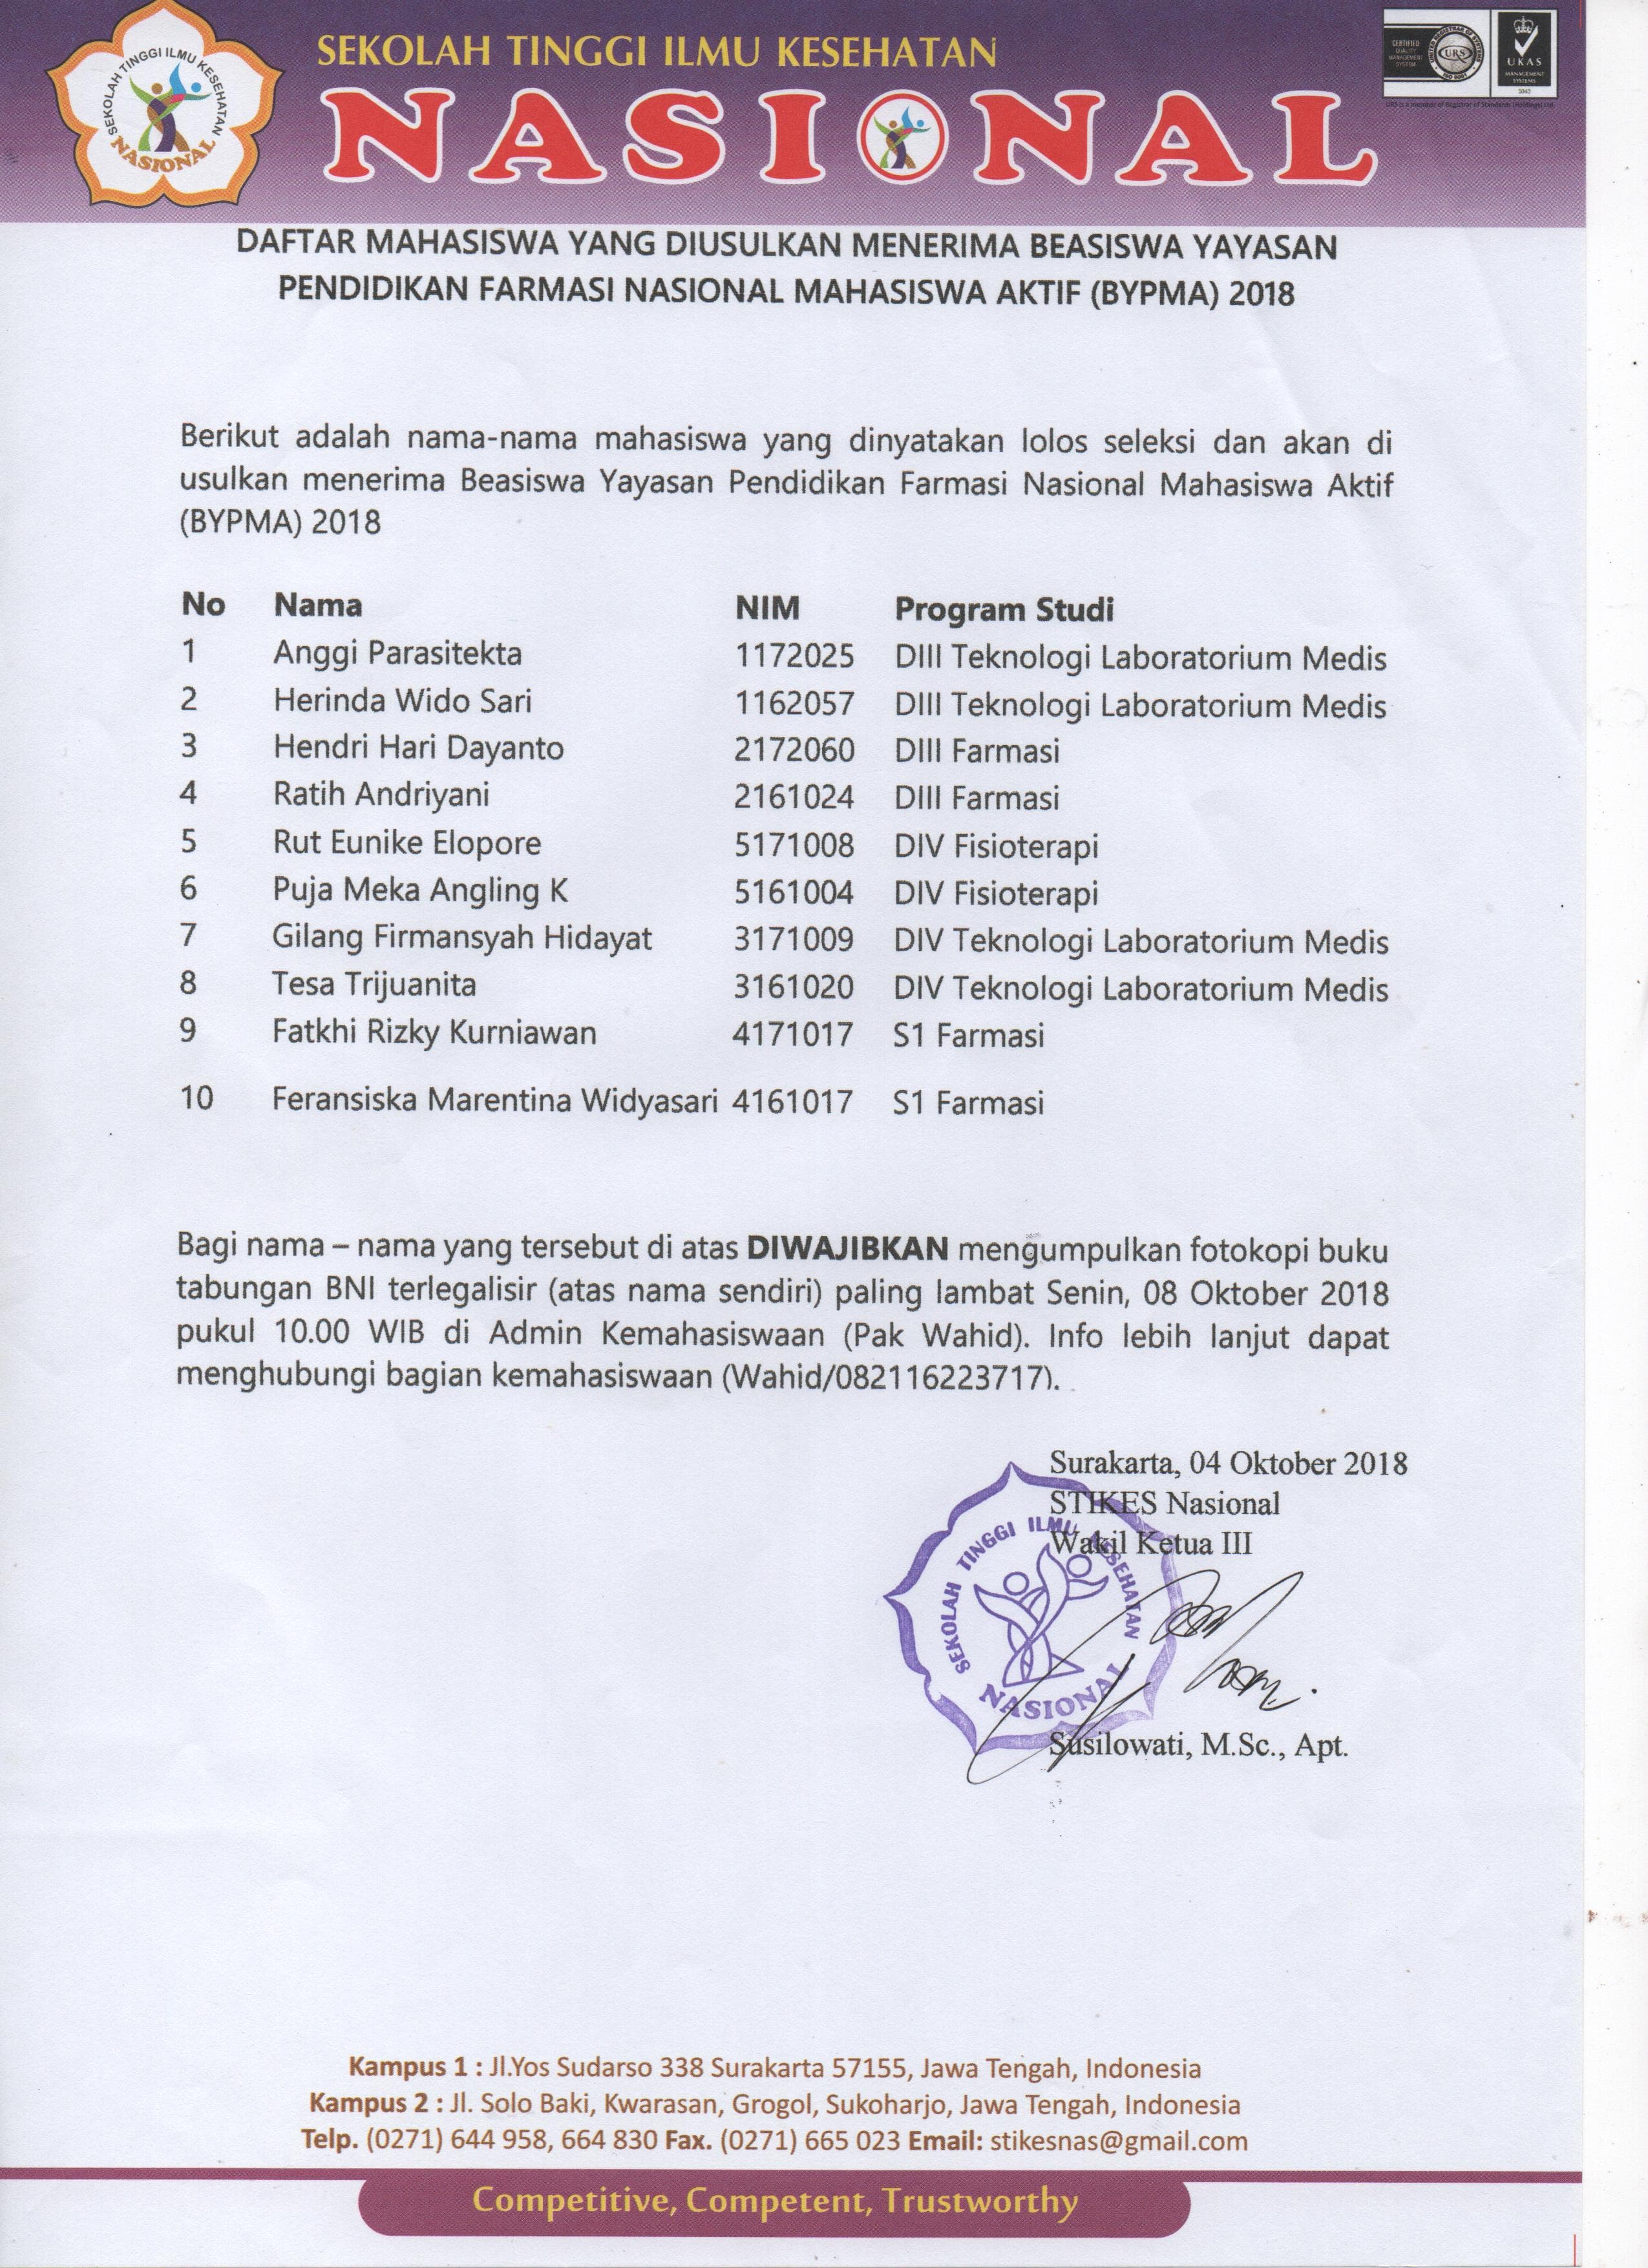 SEKOLAH TINGGI ILMU KESEHATAN
NASIONAL
SEKOLAH TINGGI ILMU KESEHATAN
NASIONAL
CERTIFIED
QUALITY
MANAGEMENT
SYSTEM
URS
ISO 9001
UKAS
MANAGEMENT
SYSTEMS
URS is a member of Registrar of Standards (Holdings) Ltd.
DAFTAR MAHASISWA YANG DIUSULKAN MENERIMA BEASISWA YAYASAN
PENDIDIKAN FARMASI NASIONAL MAHASISWA AKTIF (BYPMA) 2018
Berikut adalah nama-nama mahasiswa yang dinyatakan lolos seleksi dan akan di
usulkan menerima Beasiswa Yayasan Pendidikan Farmasi Nasional Mahasiswa Aktif
(BYPMA) 2018
No Nama NIM Program Studi
1 Anggi Parasitekta 1172025 DIII Teknologi Laboratorium Medis
2 Herinda Wido Sari 1162057 DIII Teknologi Laboratorium Medis
3 Hendri Hari Dayanto 2172060 DIII Farmasi
4 Ratih Andriyani 2161024 DIII Farmasi
5 Rut Eunike Elopore 5171008 DIV Fisioterapi
6 Puja Meka Angling K 5161004 DIV Fisioterapi
7 Gilang Firmansyah Hidayat 3171009 DIV Teknologi Laboratorium Medis
8 Tesa Trijuanita 3161020 DIV Teknologi Laboratorium Medis
9 Fatkhi Rizky Kurniawan 4171017 S1 Farmasi
10 Feransiska Marentina Widyasari 4161017 S1 Farmasi
Bagi nama – nama yang tersebut di atas DIWAJIBKAN mengumpulkan fotokopi buku
tabungan BNI terlegalisir (atas nama sendiri) paling lambat Senin, 08 Oktober 2018
pukul 10.00 WIB di Admin Kemahasiswaan (Pak Wahid). Info lebih lanjut dapat
menghubungi bagian kemahasiswaan (Wahid/082116223717).
Surakarta, 04 Oktober 2018
STIKES Nasional
Wakil Ketua III
SEKOLAH TINGGI ILMU KESEHATAN
NASIONAL
Susilowati, M.Sc., Apt.
Kampus 1 : Jl.Yos Sudarso 338 Surakarta 57155, Jawa Tengah, Indonesia
Kampus 2 : Jl. Solo Baki, Kwarasan, Grogol, Sukoharjo, Jawa Tengah, Indonesia
Telp. (0271) 644 958, 664 830 Fax. (0271) 665 023 Email: stikesnas@gmail.com
Competitive, Competent, Trustworthy